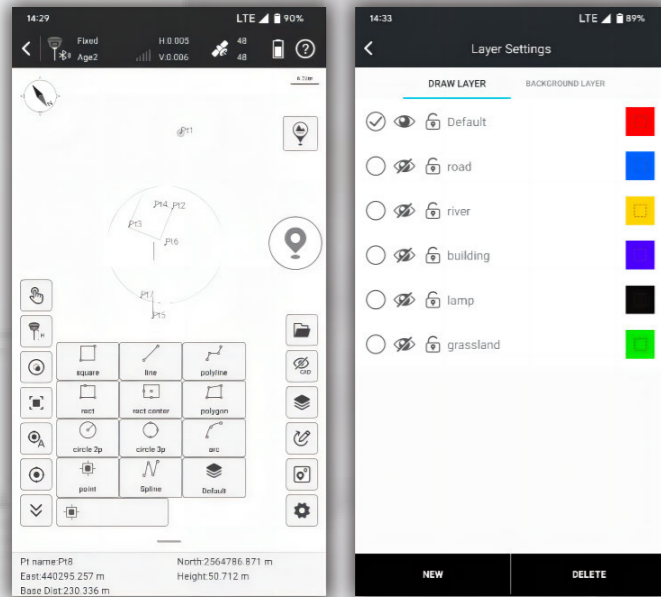 14:29 LTE 90%
Fixed H:0.005 48
Age2 V:0.006 48
Pt1
Pt4 Pt2
Pt3
Pt6
Pt5
square line polyline
rect rect center polygon
circle 2p circle 3p arc
point Spline Default
CAD
Pt name:Pt8 North:2564786.871 m
East:440295.257 m Height:50.712 m
Base Dist:230.336 m
14:33 LTE 89%
Layer Settings
DRAW LAYER BACKGROUND LAYER
Default
road
river
building
lamp
grassland
NEW DELETE